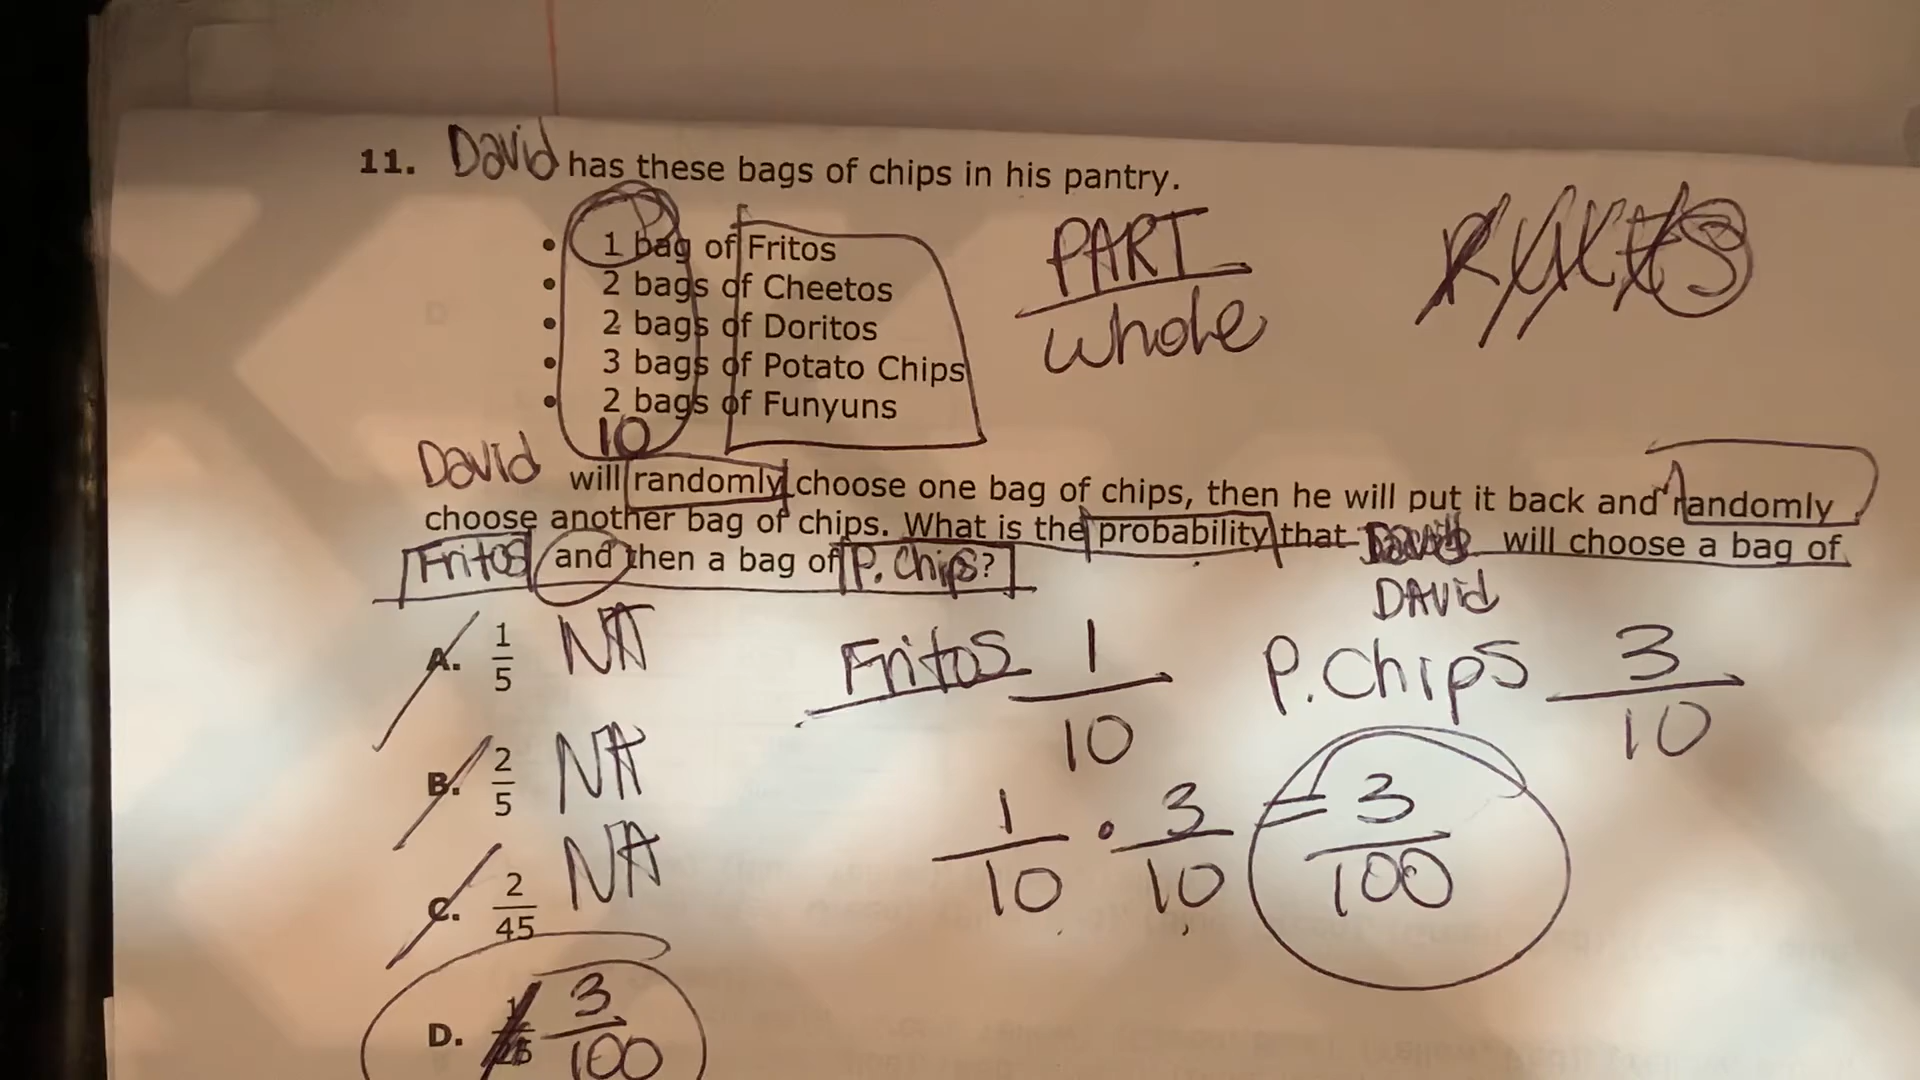 11. David has these bags of chips in his pantry.
• 1 bag of Fritos
• 2 bags of Cheetos
• 2 bags of Doritos
• 3 bags of Potato Chips
• 2 bags of Funyuns
10
PART
whole
David will randomly choose one bag of chips, then he will put it back and randomly
choose another bag of chips. What is the probability that David will choose a bag of
DAVid
Fritos and then a bag of P. Chips?
A. 1/5 NA
B. 2/5 NA
C. 2/45 NA
D. 3/100
Fritos 1/10
P. Chips 3/10
1/10 • 3/10 = 3/100